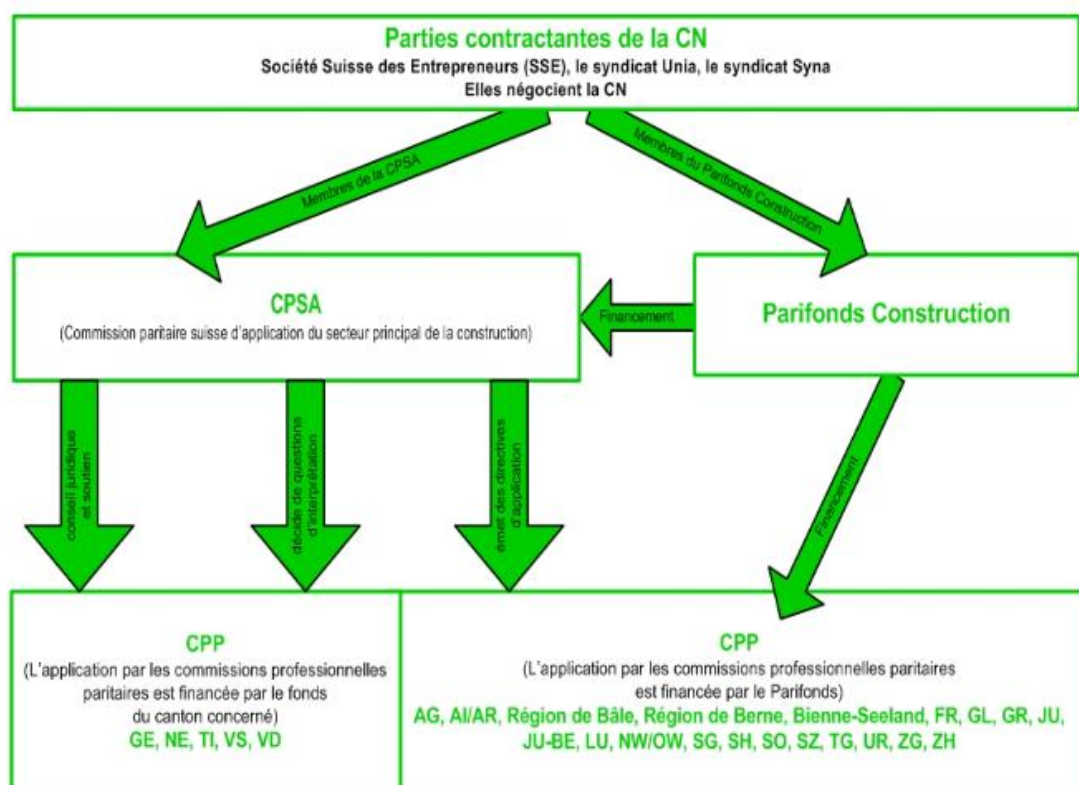 Parties contractantes de la CN
Société Suisse des Entrepreneurs (SSE), le syndicat Unia, le syndicat Syna
Elles négocient la CN
Membres de la CPSA
Membres du Parifonds Construction
CPSA
(Commission paritaire suisse d'application du secteur principal de la construction)
Financement
Parifonds Construction
conseil juridique
et soutien
décide de questions
d'interprétation
émet des directives
d'application
Financement
CPP
(L'application par les commissions professionnelles
paritaires est financée par le fonds
du canton concerné)
GE, NE, TI, VS, VD
CPP
(L'application par les commissions professionnelles paritaires
est financée par le Parifonds)
AG, AI/AR, Région de Bâle, Région de Berne, Bienne-Seeland, FR, GL, GR, JU,
JU-BE, LU, NW/OW, SG, SH, SO, SZ, TG, UR, ZG, ZH